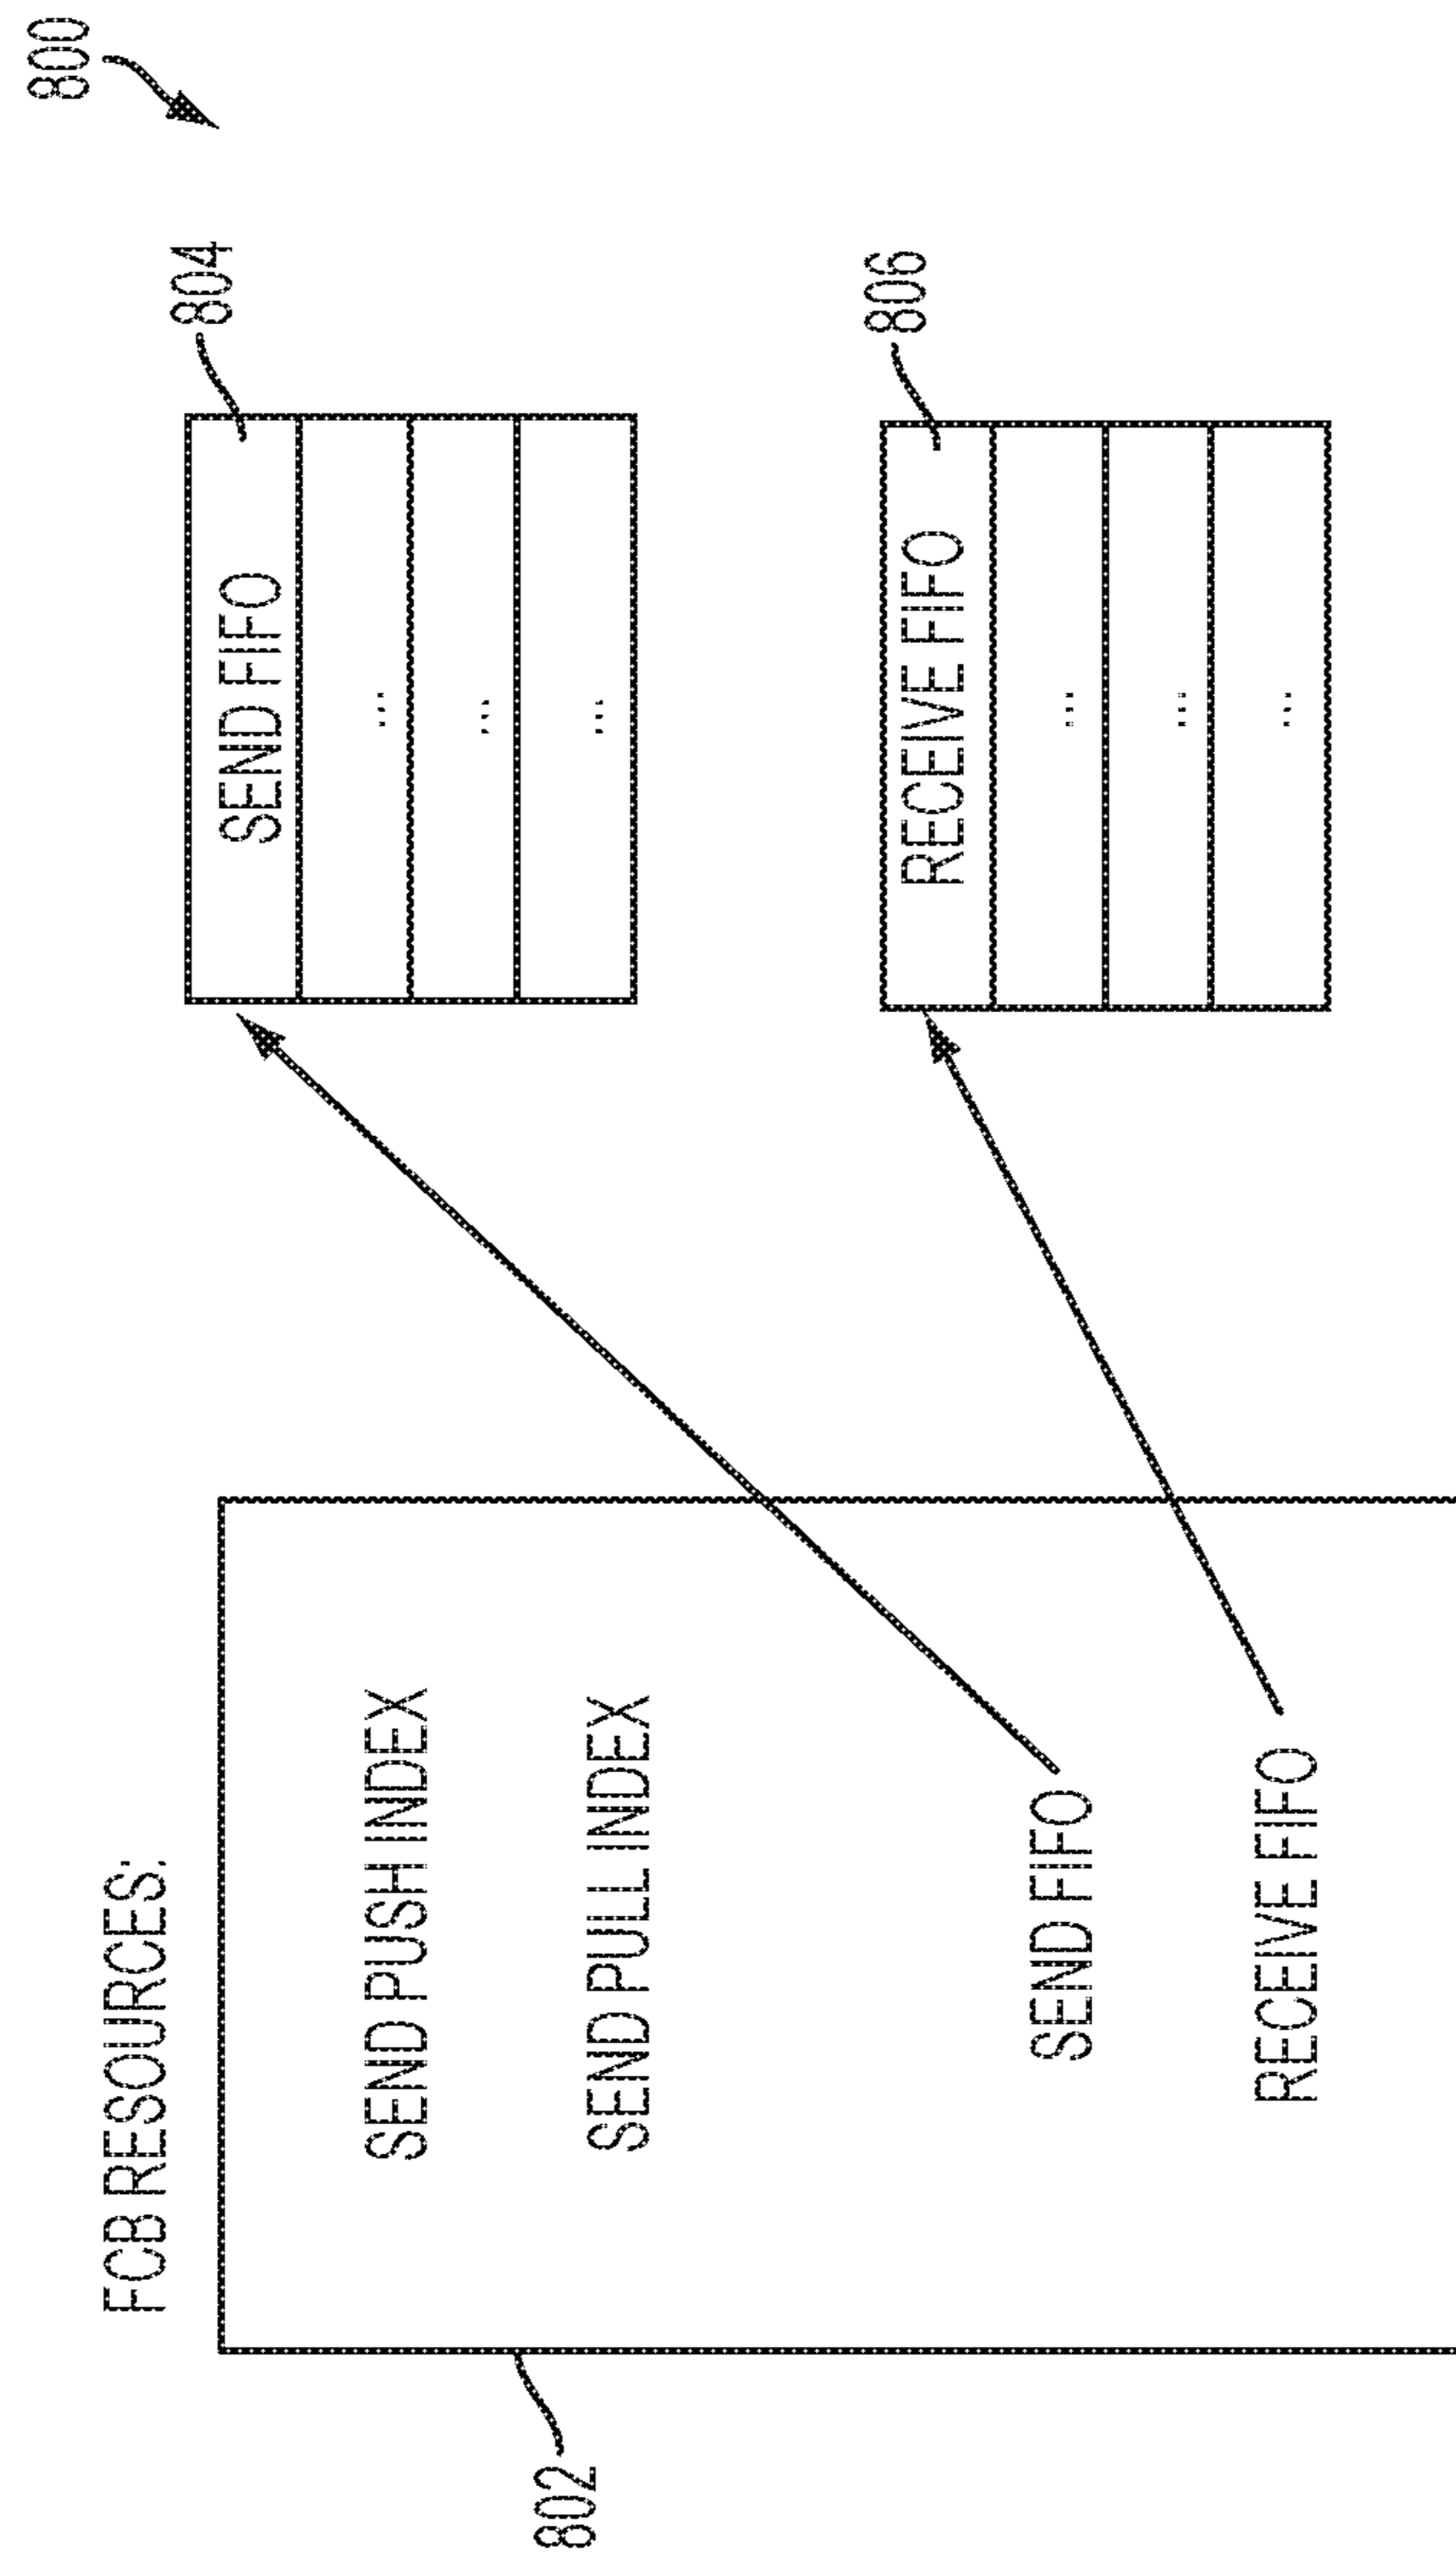 800
FCB RESOURCES:
802
SEND PUSH INDEX
SEND PULL INDEX
SEND FIFO
RECEIVE FIFO
804
SEND FIFO
...
...
...
806
RECEIVE FIFO
...
...
...